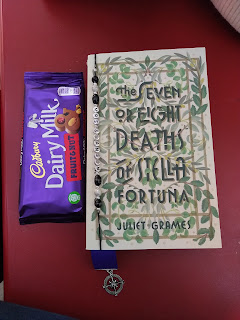 Cadbury
Dairy Milk
FRUIT & NUT
The SEVEN
OR EIGHT
DEATHS
OF STELLA
FORTUNA
JULIET GRAMES